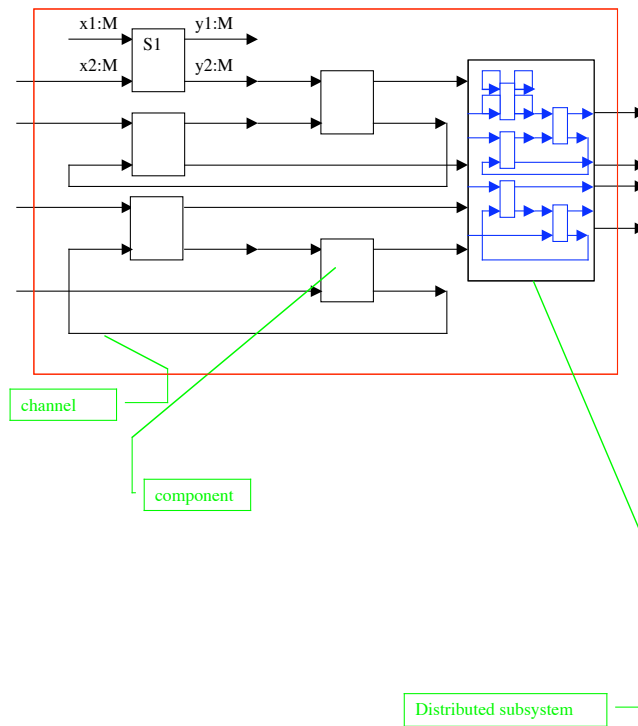 x1:M y1:M
S1
x2:M y2:M
channel
component
Distributed subsystem